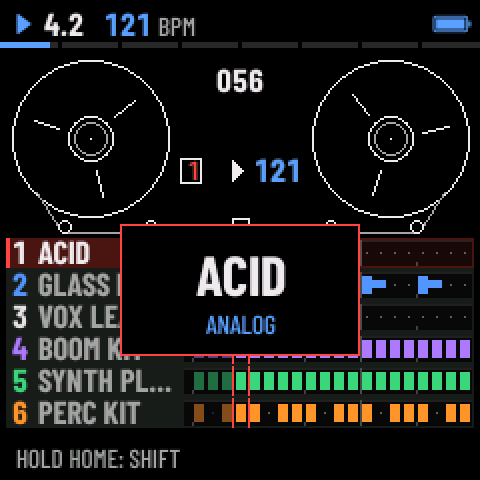 4.2 121 BPM
056
1 121
1 ACID
2 GLASS
3 VOX
4 BOOM
5 SYNTH PL...
6 PERC KIT
ACID
ANALOG
HOLD HOME: SHIFT